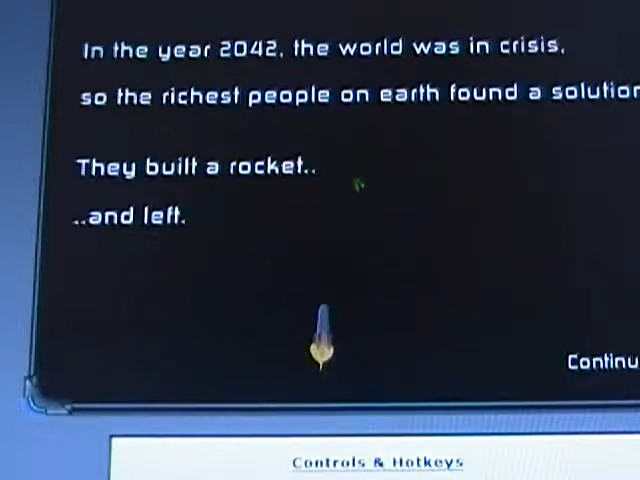 In the year 2042, the world was in crisis,
so the richest people on earth found a solution
They built a rocket..
..and left.
Continu
Controls & Hotkeys